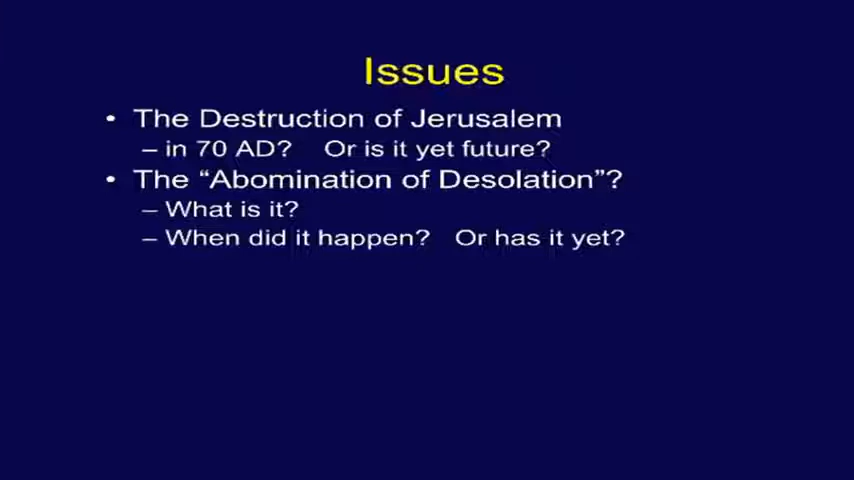 Issues
• The Destruction of Jerusalem
– in 70 AD? Or is it yet future?
• The “Abomination of Desolation”?
– What is it?
– When did it happen? Or has it yet?